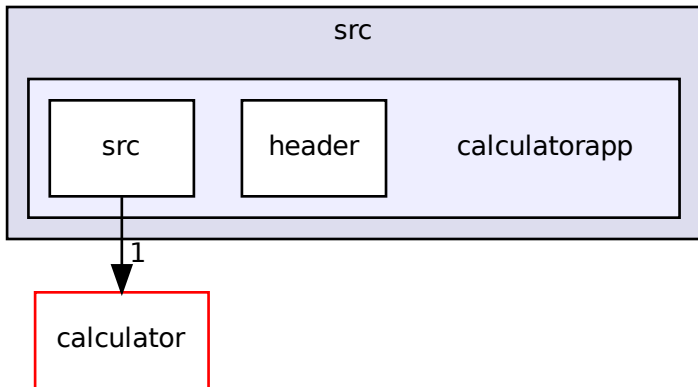 src
src
header
calculatorapp
1
calculator